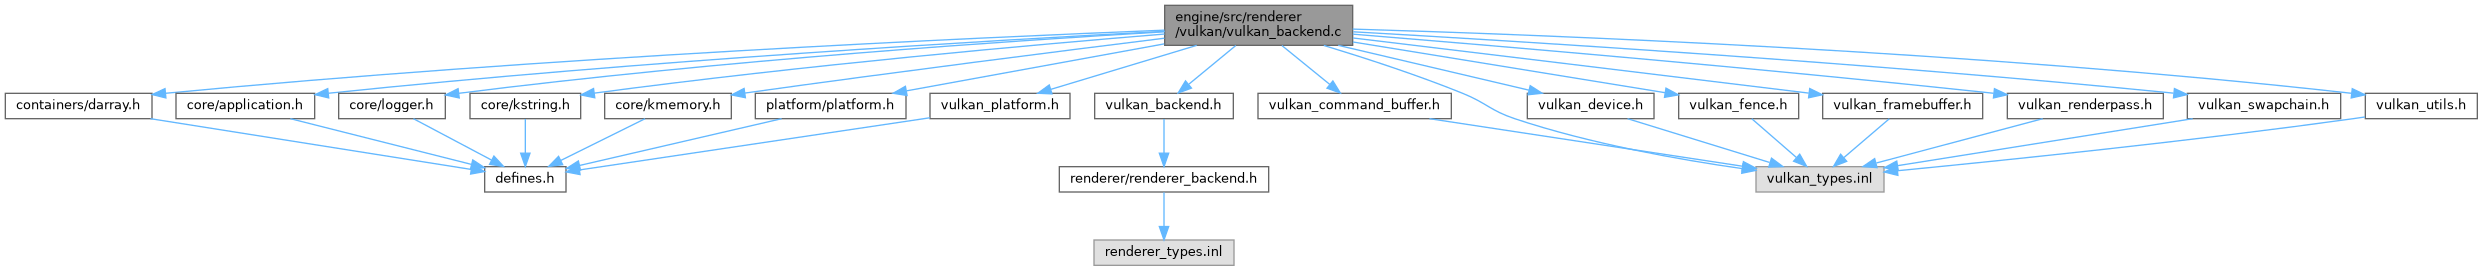 engine/src/renderer
/vulkan/vulkan_backend.c
containers/darray.h
core/application.h
core/logger.h
core/kstring.h
core/kmemory.h
platform/platform.h
vulkan_platform.h
vulkan_backend.h
vulkan_command_buffer.h
vulkan_device.h
vulkan_fence.h
vulkan_framebuffer.h
vulkan_renderpass.h
vulkan_swapchain.h
vulkan_utils.h
defines.h
renderer/renderer_backend.h
vulkan_types.inl
renderer_types.inl